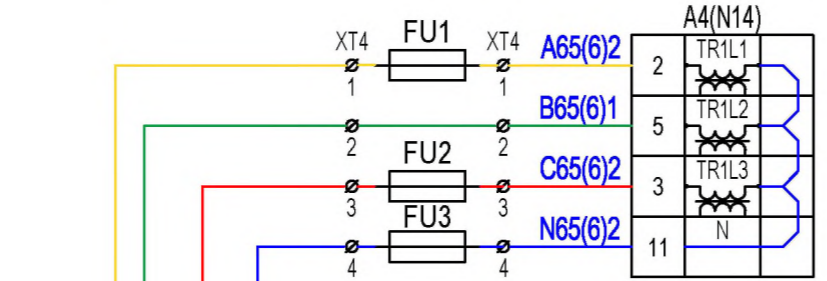 A4(N14)
XT4 FU1 XT4 A65(6)2 TR1L1
2
1 1
B65(6)1 TR1L2
5
2 FU2 2
C65(6)2 TR1L3
3
3 FU3 3
N65(6)2 N
11
4 4